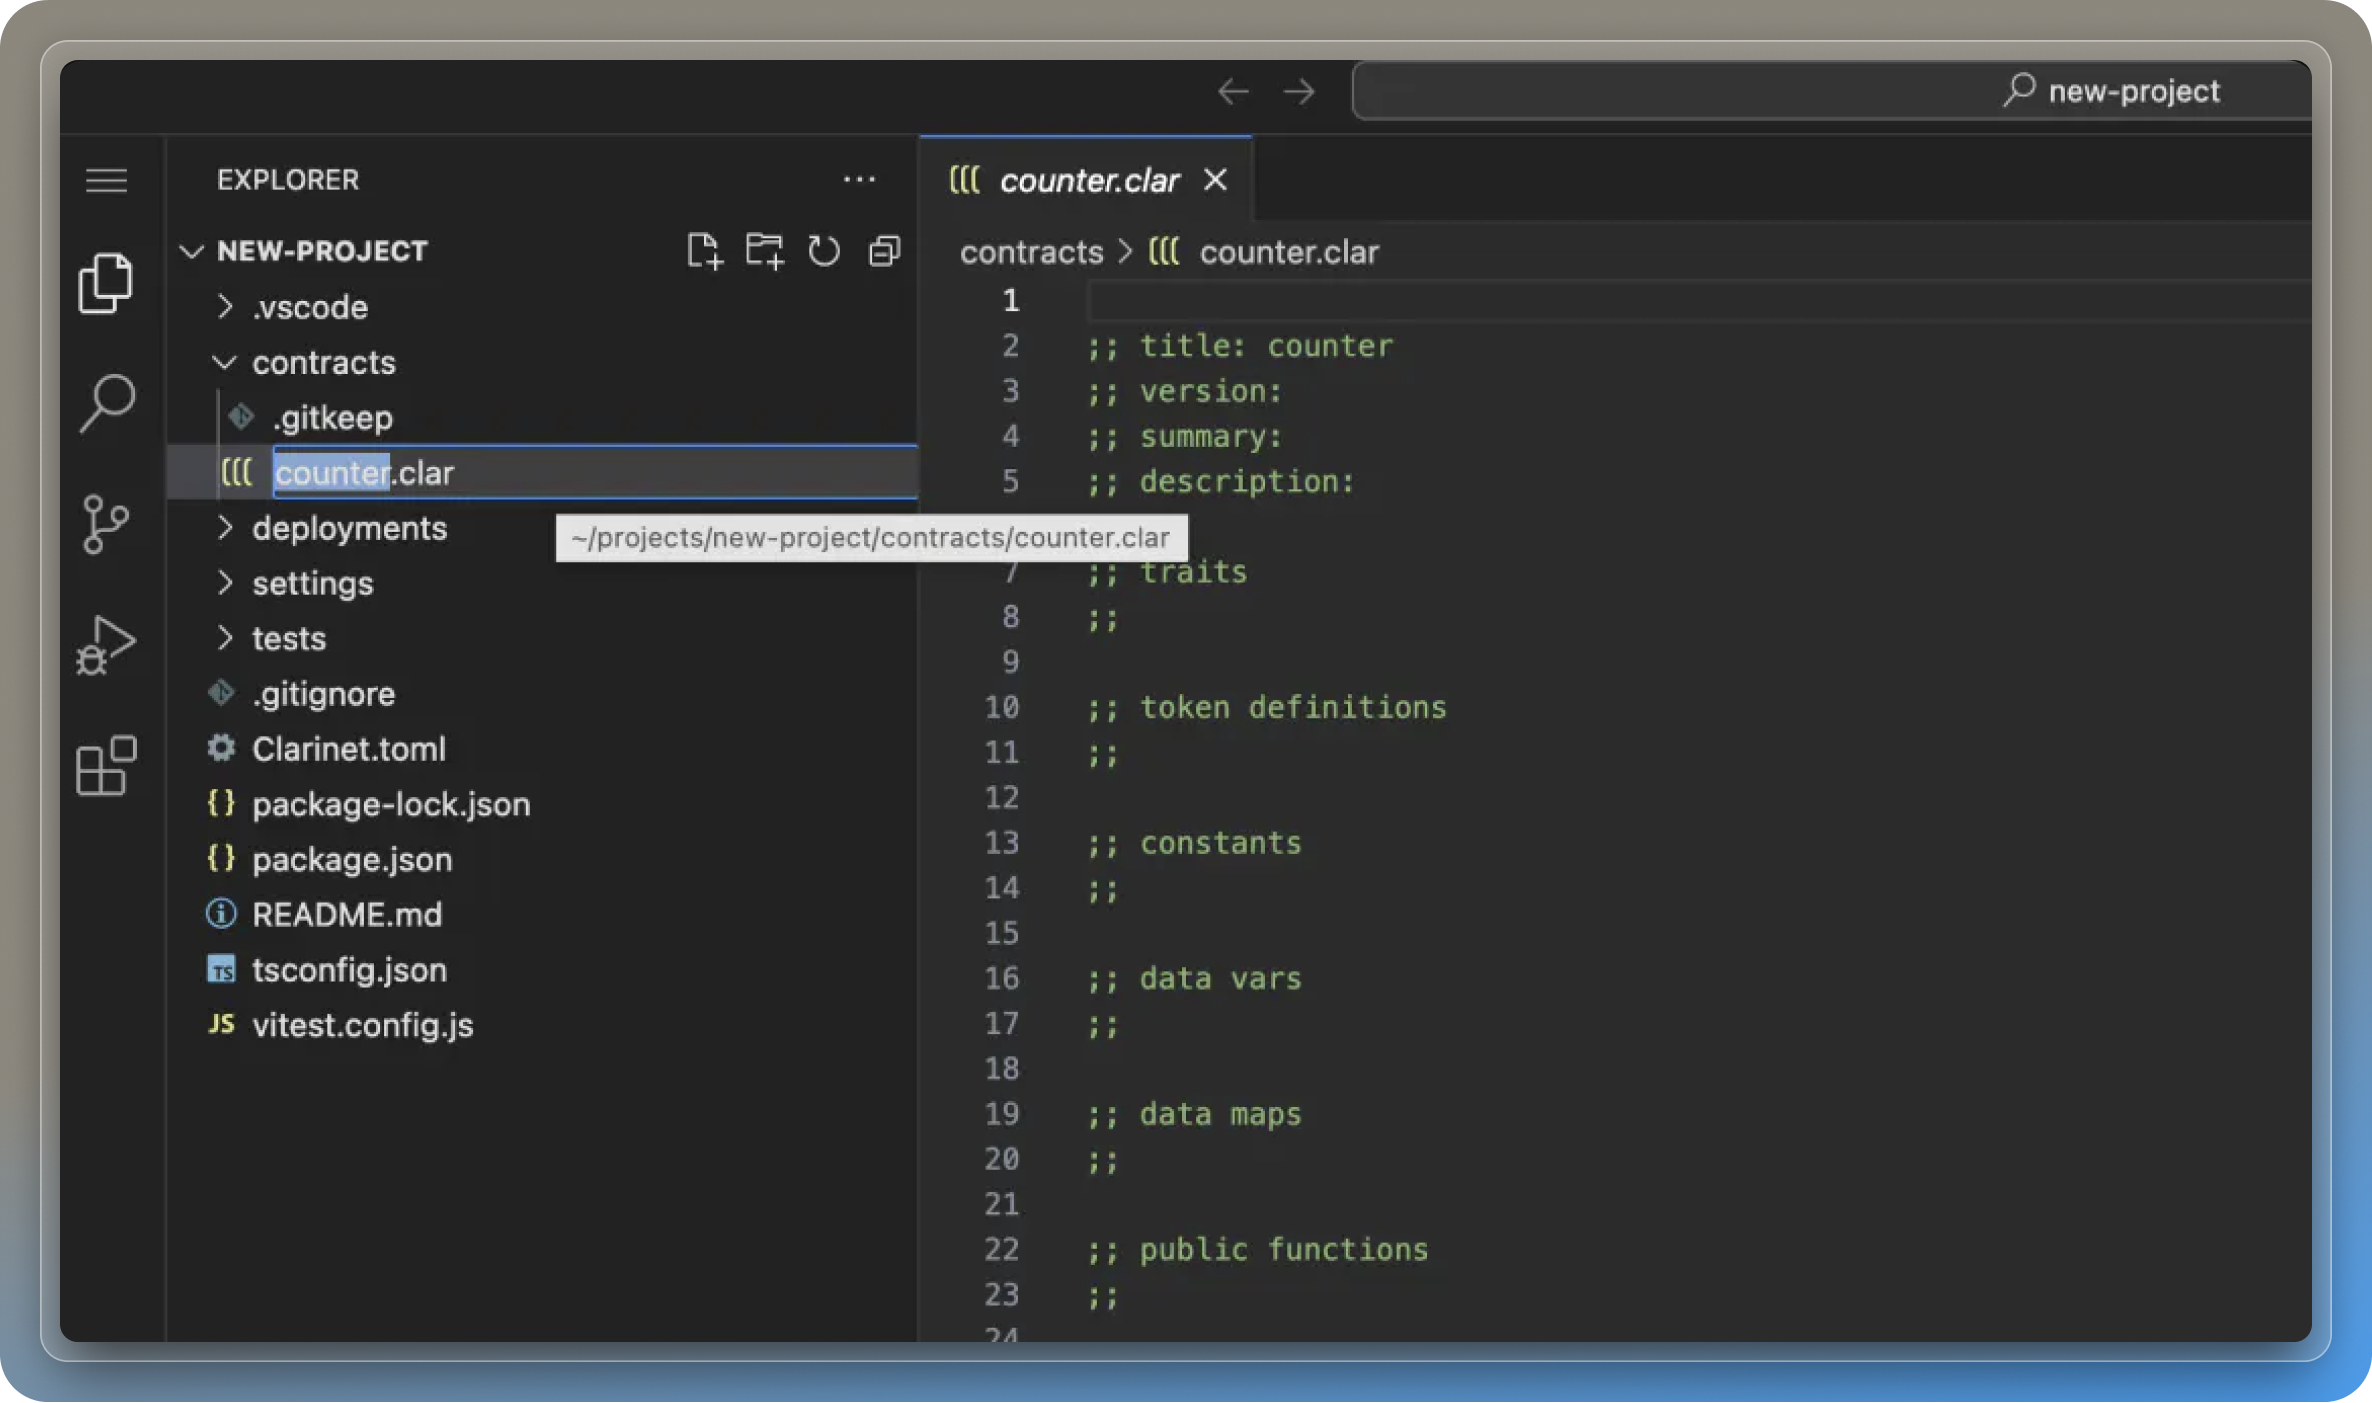 new-project
EXPLORER
NEW-PROJECT
.vscode
contracts
.gitkeep
counter.clar
deployments
~/projects/new-project/contracts/counter.clar
settings
tests
.gitignore
Clarinet.toml
{} package-lock.json
{} package.json
README.md
TS tsconfig.json
JS vitest.config.js
counter.clar
contracts > counter.clar
1
2 ;; title: counter
3 ;; version:
4 ;; summary:
5 ;; description:
7 ;; traits
8 ;;
9
10 ;; token definitions
11 ;;
12
13 ;; constants
14 ;;
15
16 ;; data vars
17 ;;
18
19 ;; data maps
20 ;;
21
22 ;; public functions
23 ;;
24